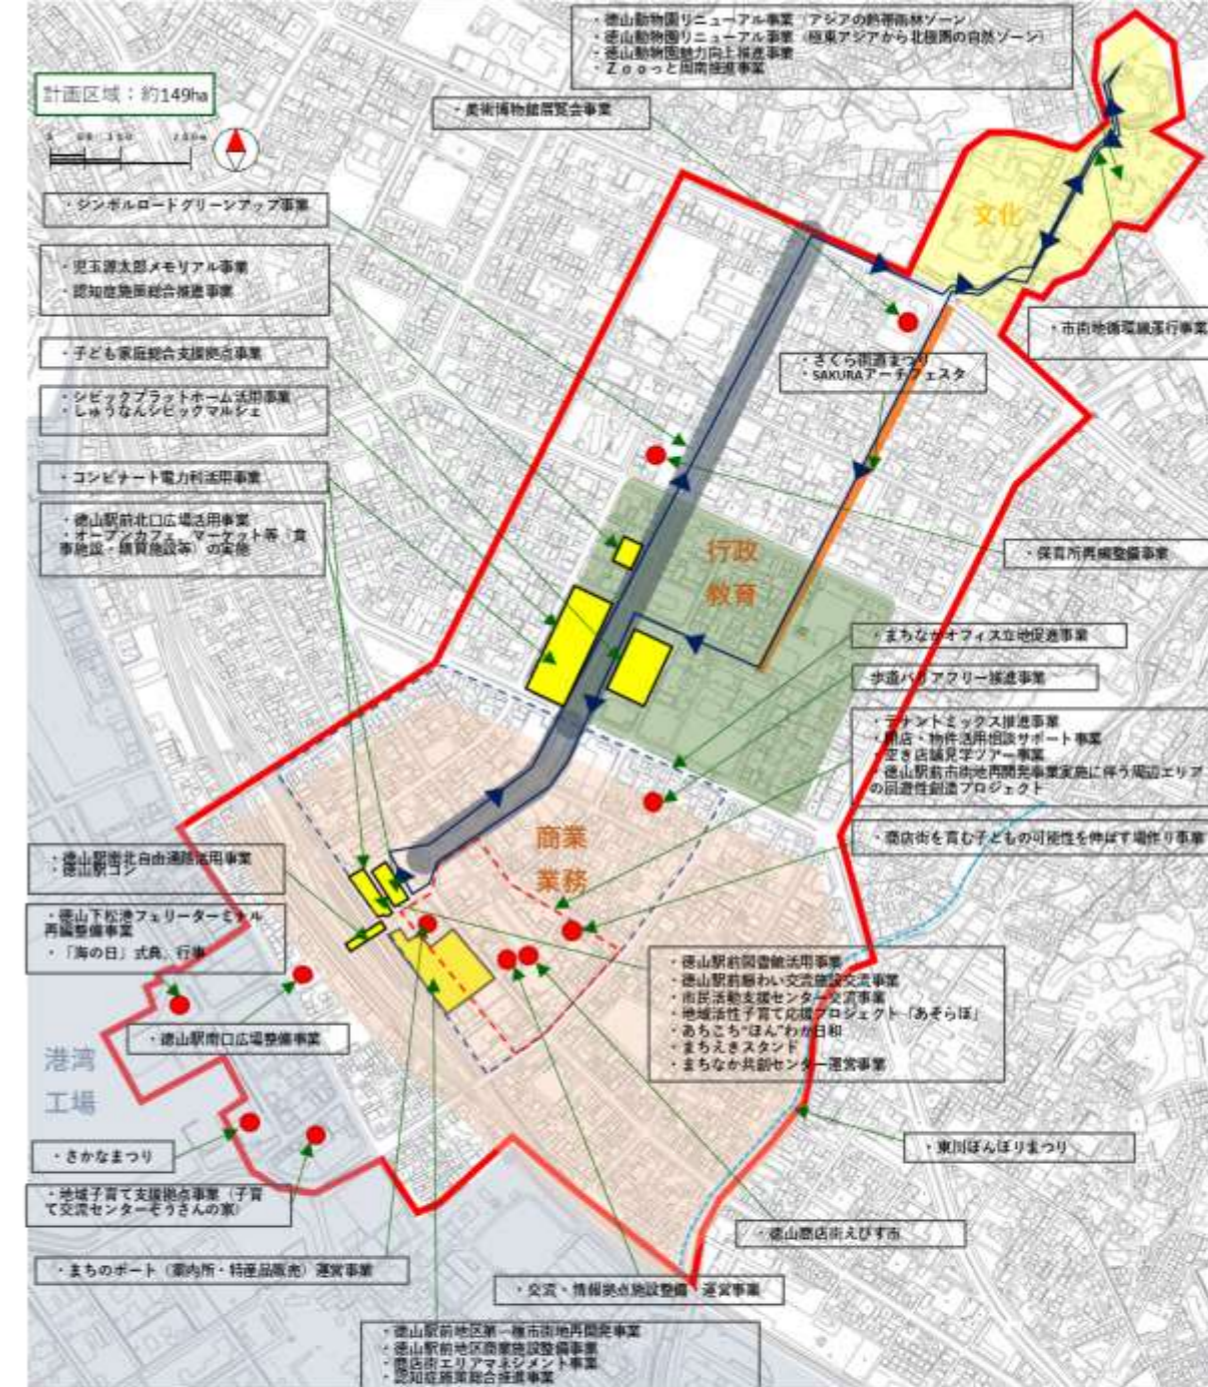 ・徳山動物園リニューアル事業（アジアの熱帯雨林ゾーン）
・徳山動物園リニューアル事業（極東アジアから北極圏の自然ゾーン）
・徳山動物園魅力向上推進事業
・Ｚｏｏっと周南推進事業
計画区域：約149ha
・美術博物館展覧会事業
・シンボルロードグリーンアップ事業
文化
・児玉源太郎メモリアル事業
・認知症施策総合推進事業
・市街地循環線運行事業
・子ども家庭総合支援拠点事業
・さくら街道まつり
・SAKURAアーチフェスタ
・シビックプラットホーム活用事業
・しゅうなんシビックマルシェ
・コンビナート電力利活用事業
・徳山駅前北口広場活用事業
・オープンカフェ、マーケット等（食
事施設・購買施設等）の実施
行政
教育
・保育所再編整備事業
・まちなかオフィス立地促進事業
歩道バリアフリー推進事業
・テナントミックス推進事業
・開店・物件活用相談サポート事業
・空き店舗見学ツアー事業
・徳山駅前市街地再開発事業実施に伴う周辺エリア
の回遊性創造プロジェクト
・商店街を育む子どもの可能性を伸ばす場作り事業
商業
業務
・徳山駅南北自由通路活用事業
・徳山駅コン
・徳山下松港フェリーターミナル
再編整備事業
・「海の日」式典、行事
・徳山駅前図書館活用事業
・徳山駅前賑わい交流施設交流事業
・市民活動支援センター交流事業
・地域活性子育て応援プロジェクト「あそらぼ」
・あちこち“ほん”わか日和
・まちえきスタンド
・まちなか共創センター運営事業
・徳山駅南口広場整備事業
港湾
工場
・さかなまつり
・東川ぼんぼりまつり
・地域子育て支援拠点事業（子育
て交流センターぞうさんの家）
・徳山商店街えびす市
・まちのポート（案内所・特産品販売）運営事業
・交流・情報拠点施設整備・運営事業
・徳山駅前地区第一種市街地再開発事業
・徳山駅前地区商業施設整備事業
・商店街エリアマネジメント事業
・認知症施策総合推進事業